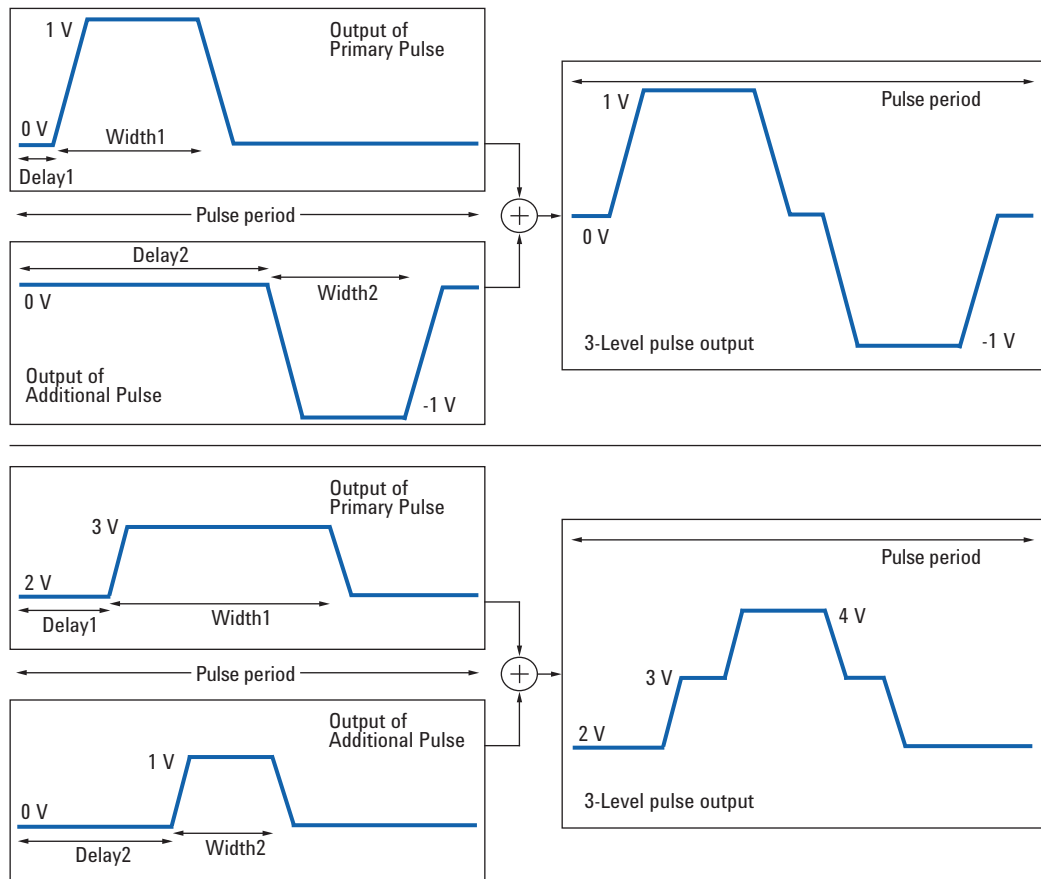 1 V
Output of
Primary Pulse
0 V
Width1
Delay1
Pulse period
Delay2
Width2
0 V
Output of
Additional Pulse
-1 V
Pulse period
1 V
0 V
-1 V
3-Level pulse output
Output of
Primary Pulse
3 V
2 V
Delay1
Width1
Pulse period
Output of
Additional Pulse
1 V
0 V
Delay2
Width2
Pulse period
4 V
3 V
2 V
3-Level pulse output